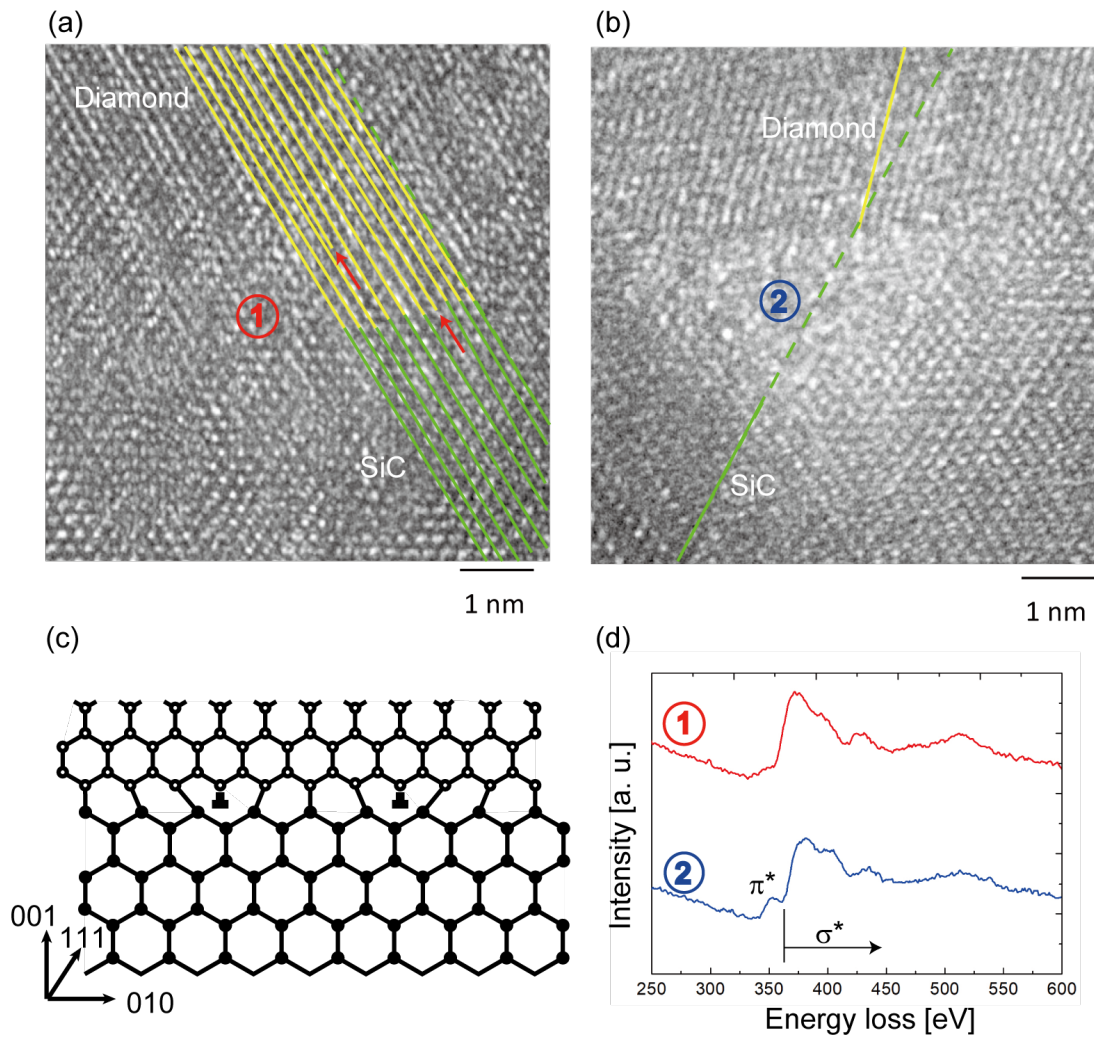 (a)
Diamond
1
SiC
1 nm
(b)
Diamond
2
SiC
1 nm
(c)
001
111
010
(d)
1
2
π*
σ*
Intensity [a. u.]
250 300 350 400 450 500 550 600
Energy loss [eV]